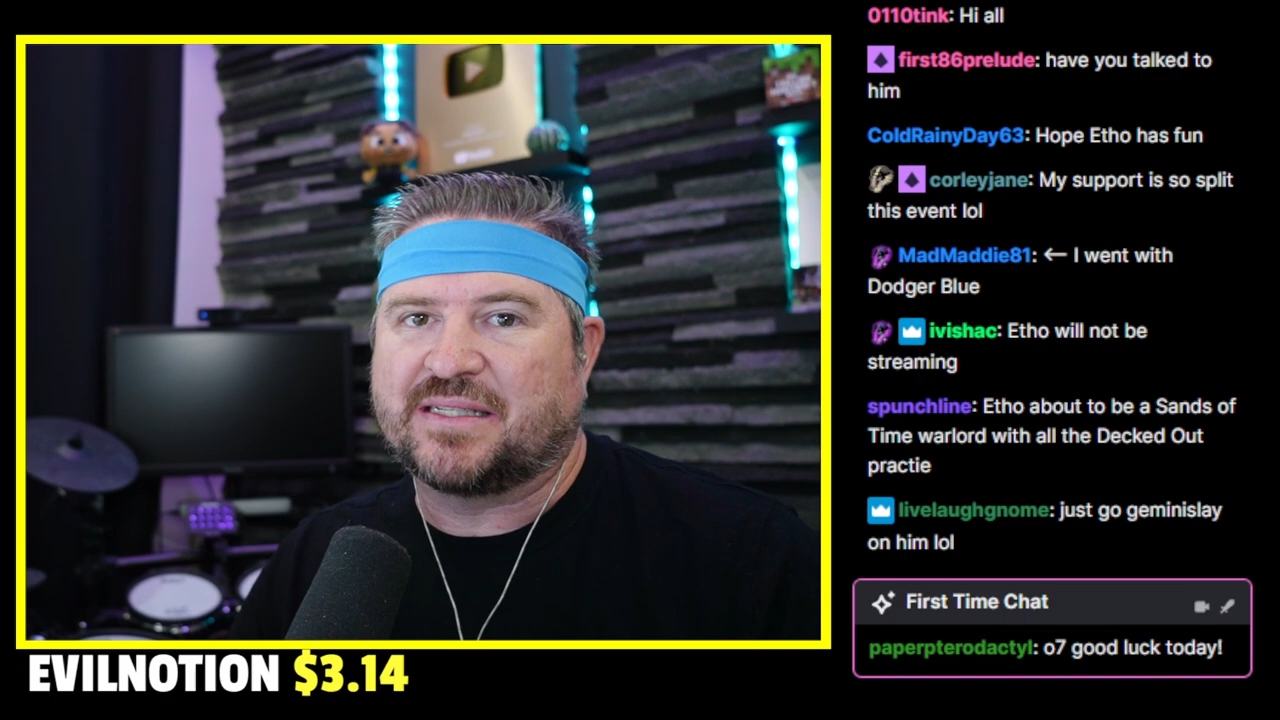 0110tink: Hi all
first86prelude: have you talked to
him
ColdRainyDay63: Hope Etho has fun
corleyjane: My support is so split
this event lol
MadMaddie81: <— I went with
Dodger Blue
ivishac: Etho will not be
streaming
spunchline: Etho about to be a Sands of
Time warlord with all the Decked Out
practie
livelaughgnome: just go geminislay
on him lol
First Time Chat
paperpterodactyl: o7 good luck today!
EVILNOTION $3.14